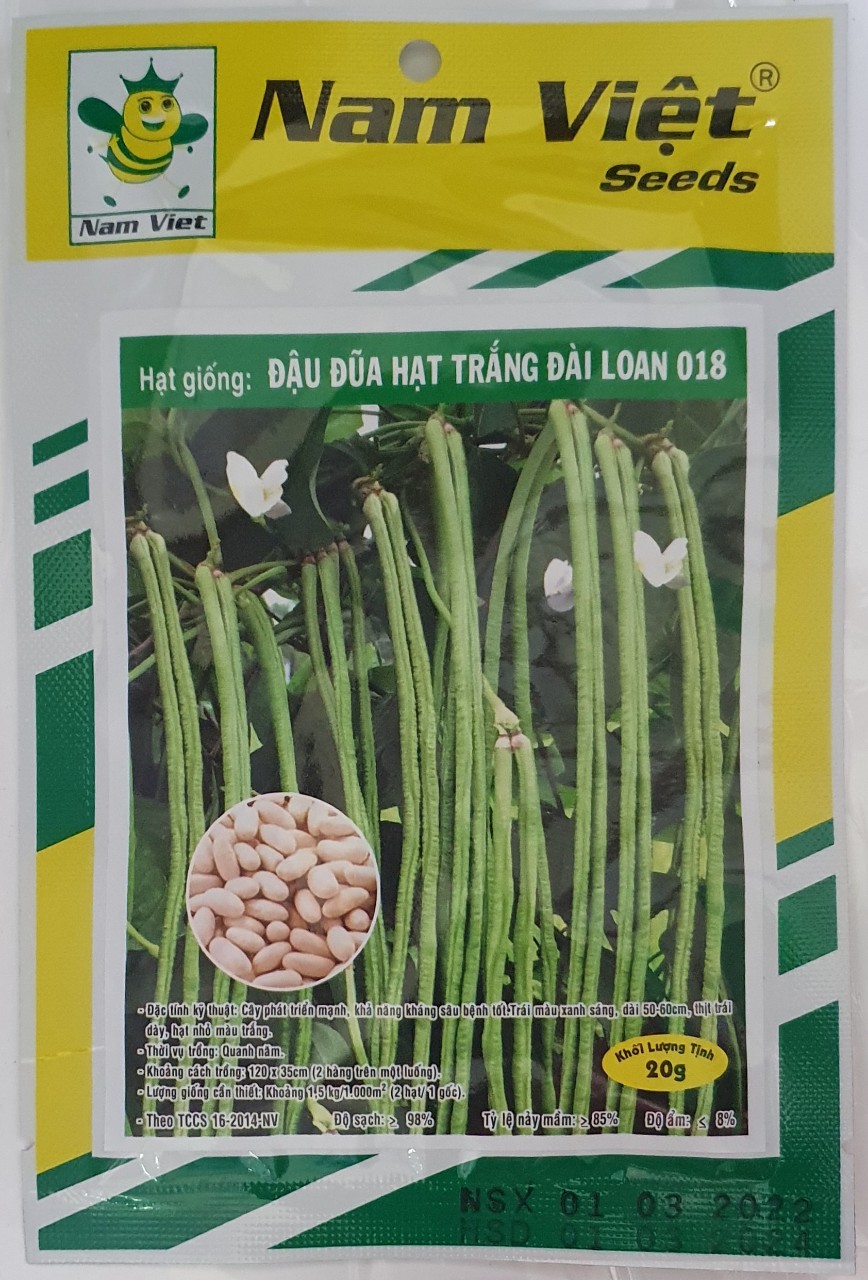 Nam Việt®
Seeds
Nam Viet
Hạt giống: ĐẬU ĐŨA HẠT TRẮNG ĐÀI LOAN 018
- Đặc tính kỹ thuật: Cây phát triển mạnh, khả năng kháng sâu bệnh tốt.Trái màu xanh sáng, dài 50-60cm, thịt trái
dày, hạt nhỏ màu trắng.
- Thời vụ trồng: Quanh năm.
- Khoảng cách trồng: 120 x 35cm (2 hàng trên một luống).
- Lượng giống cần thiết: Khoảng 1,5 kg/1.000m² (2 hạt/ 1 gốc).
Khối Lượng Tịnh
20g
- Theo TCCS 16-2014-NV Độ sạch: ≥ 98% Tỷ lệ nảy mầm: ≥ 85% Độ ẩm: ≤ 8%
NSX 01 03 2022
HSD 01 03